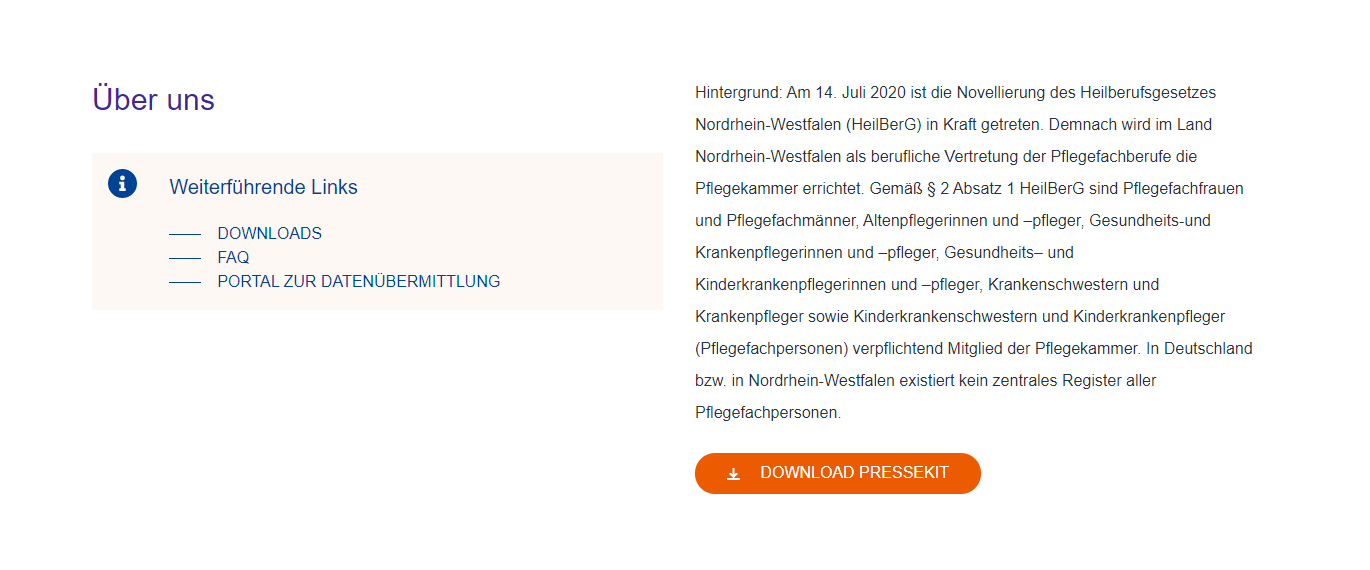 Über uns
Weiterführende Links
DOWNLOADS
FAQ
PORTAL ZUR DATENÜBERMITTLUNG
Hintergrund: Am 14. Juli 2020 ist die Novellierung des Heilberufsgesetzes
Nordrhein-Westfalen (HeilBerG) in Kraft getreten. Demnach wird im Land
Nordrhein-Westfalen als berufliche Vertretung der Pflegefachberufe die
Pflegekammer errichtet. Gemäß § 2 Absatz 1 HeilBerG sind Pflegefachfrauen
und Pflegefachmänner, Altenpflegerinnen und –pfleger, Gesundheits-und
Krankenpflegerinnen und –pfleger, Gesundheits– und
Kinderkrankenpflegerinnen und –pfleger, Krankenschwestern und
Krankenpfleger sowie Kinderkrankenschwestern und Kinderkrankenpfleger
(Pflegefachpersonen) verpflichtend Mitglied der Pflegekammer. In Deutschland
bzw. in Nordrhein-Westfalen existiert kein zentrales Register aller
Pflegefachpersonen.
DOWNLOAD PRESSEKIT